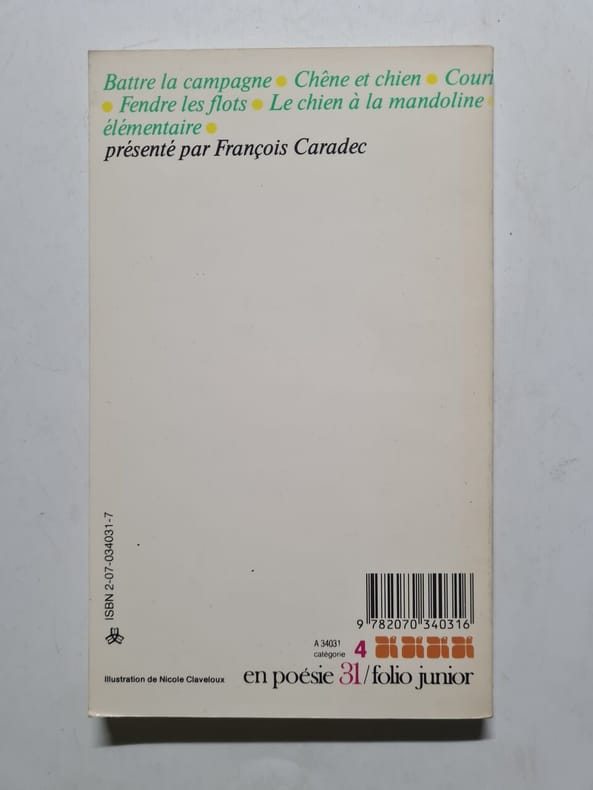 Battre la campagne • Chêne et chien • Couri
• Fendre les flots • Le chien à la mandoline •
élémentaire •
présenté par François Caradec
ISBN 2-07-034031-7
9 782070 340316
A 34031
catégorie 4
Illustration de Nicole Claveloux
en poésie 31/folio junior